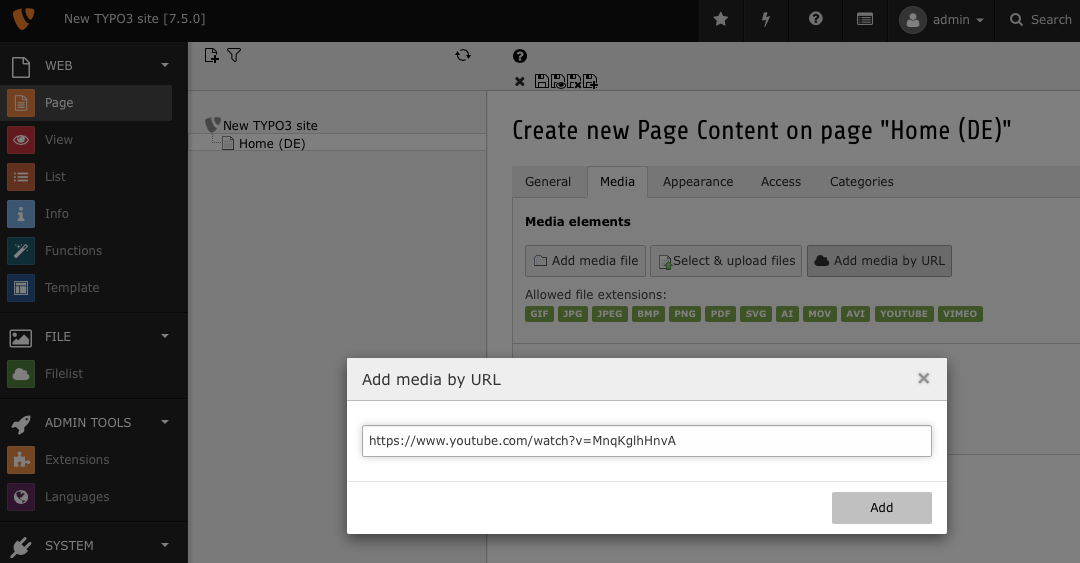 New TYPO3 site [7.5.0]
admin
Search
WEB
Page
View
List
Info
Functions
Template
FILE
Filelist
ADMIN TOOLS
Extensions
Languages
SYSTEM
New TYPO3 site
Home (DE)
Create new Page Content on page "Home (DE)"
General Media Appearance Access Categories
Media elements
Add media file Select & upload files Add media by URL
Allowed file extensions:
GIF JPG JPEG BMP PNG PDF SVG AI MOV AVI YOUTUBE VIMEO
Add media by URL
https://www.youtube.com/watch?v=MnqKglhHnvA
Add